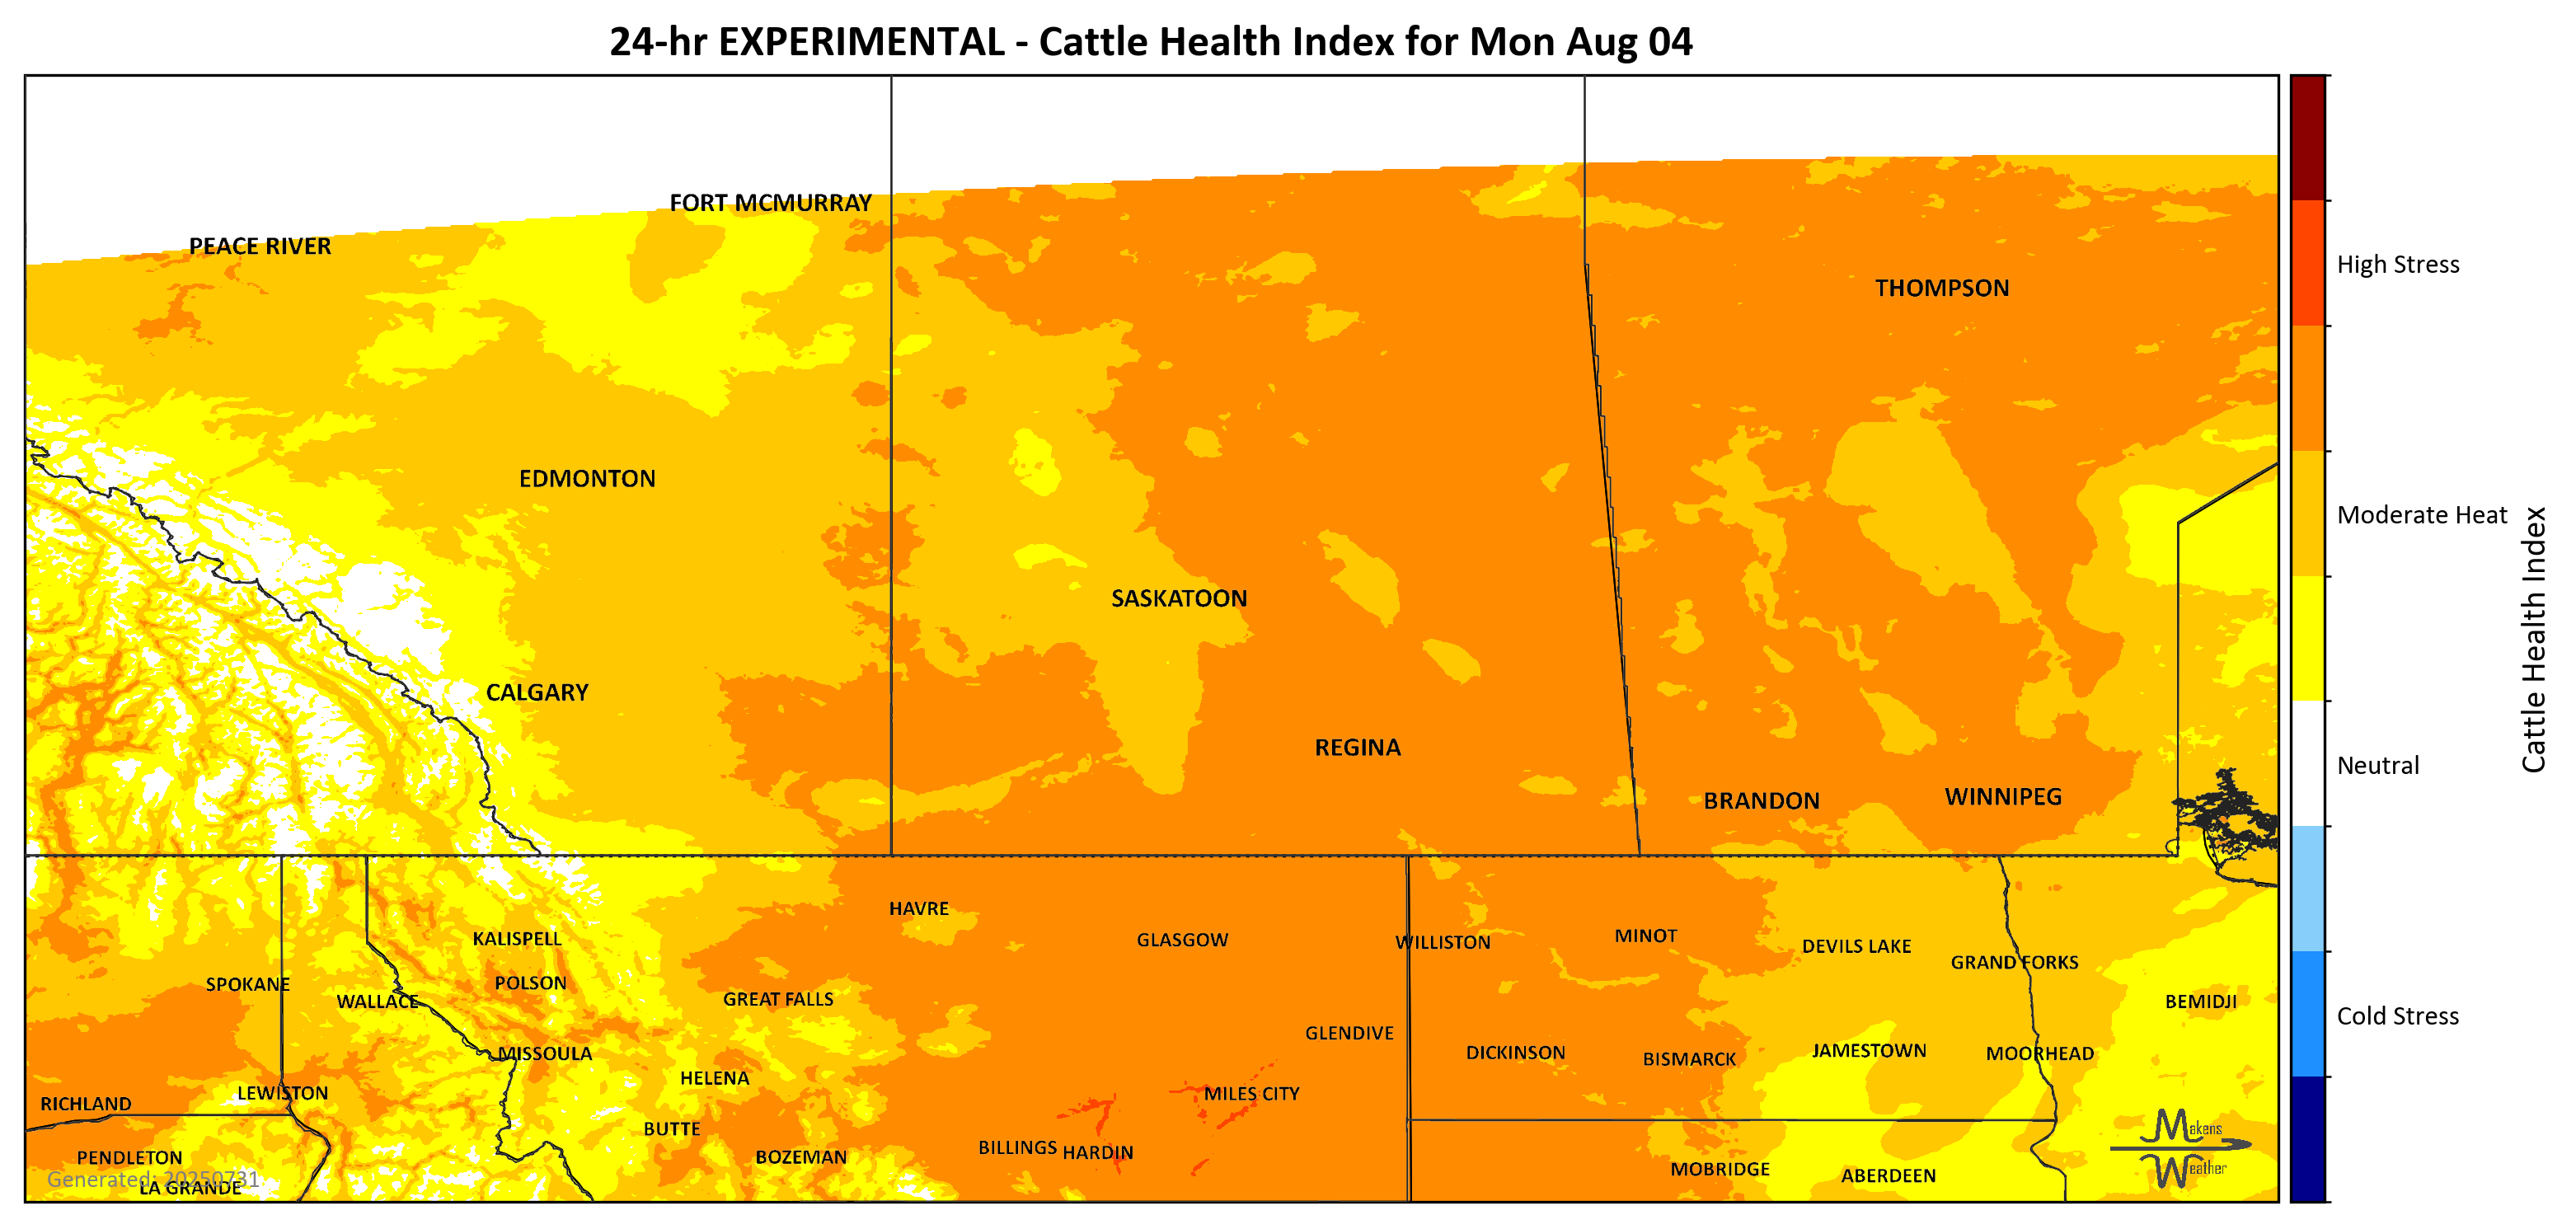 24-hr EXPERIMENTAL - Cattle Health Index for Mon Aug 04
FORT MCMURRAY
PEACE RIVER
THOMPSON
EDMONTON
SASKATOON
CALGARY
REGINA
BRANDON
WINNIPEG
HAVRE
KALISPELL
GLASGOW
WILLISTON
MINOT
DEVILS LAKE
GRAND FORKS
SPOKANE
POLSON
WALLACE
GREAT FALLS
BEMIDJI
GLENDIVE
MISSOULA
DICKINSON
BISMARCK
JAMESTOWN
MOORHEAD
HELENA
LEWISTON
MILES CITY
RICHLAND
BUTTE
BILLINGS
HARDIN
PENDLETON
BOZEMAN
MOBRIDGE
ABERDEEN
Generated: 20250731
LA GRANDE
Makens
Weather
High Stress
Moderate Heat
Neutral
Cold Stress
Cattle Health Index